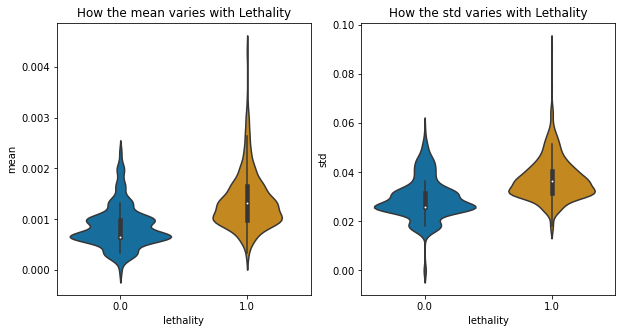 How the mean varies with Lethality
0.004
0.003
0.002
0.001
0.000
mean
0.0
1.0
lethality
How the std varies with Lethality
0.10
0.08
0.06
0.04
0.02
0.00
std
0.0
1.0
lethality